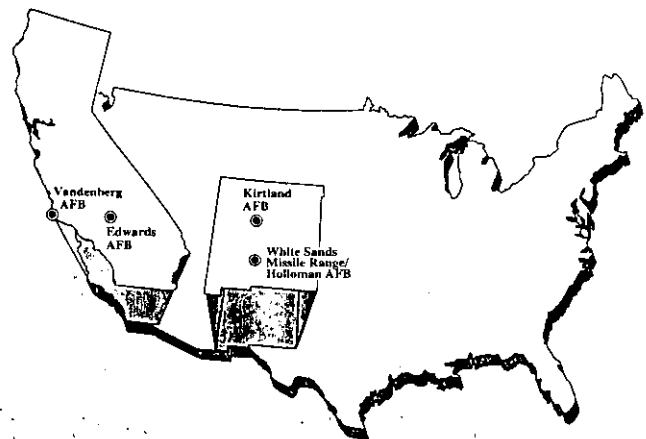 Vandenberg
AFB
Edwards
AFB
Kirtland
AFB
White Sands
Missile Range/
Holloman AFB